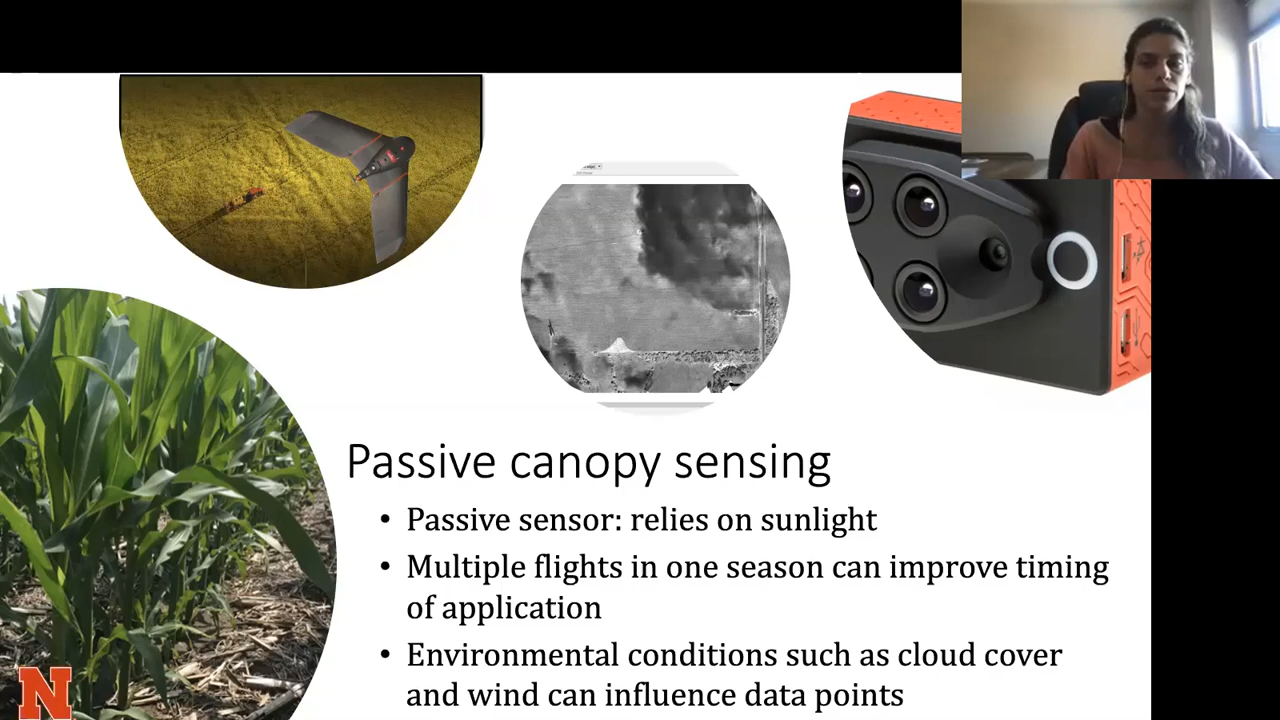 Passive canopy sensing
• Passive sensor: relies on sunlight
• Multiple flights in one season can improve timing
of application
• Environmental conditions such as cloud cover
and wind can influence data points
N